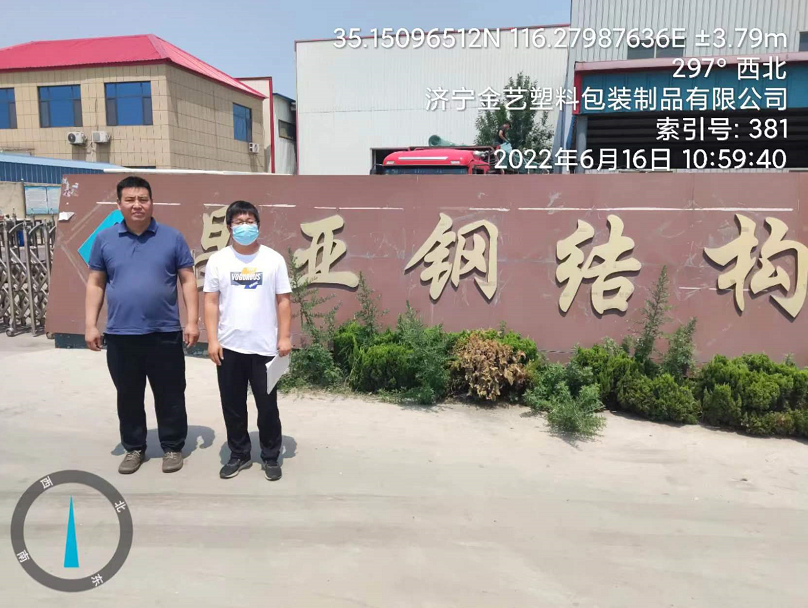 35.15096512N 116.27987636E ±3.79m
297° 西北
济宁金艺塑料包装制品有限公司
索引号: 381
2022年6月16日 10:59:40
亚钢结构
西
北
南
东